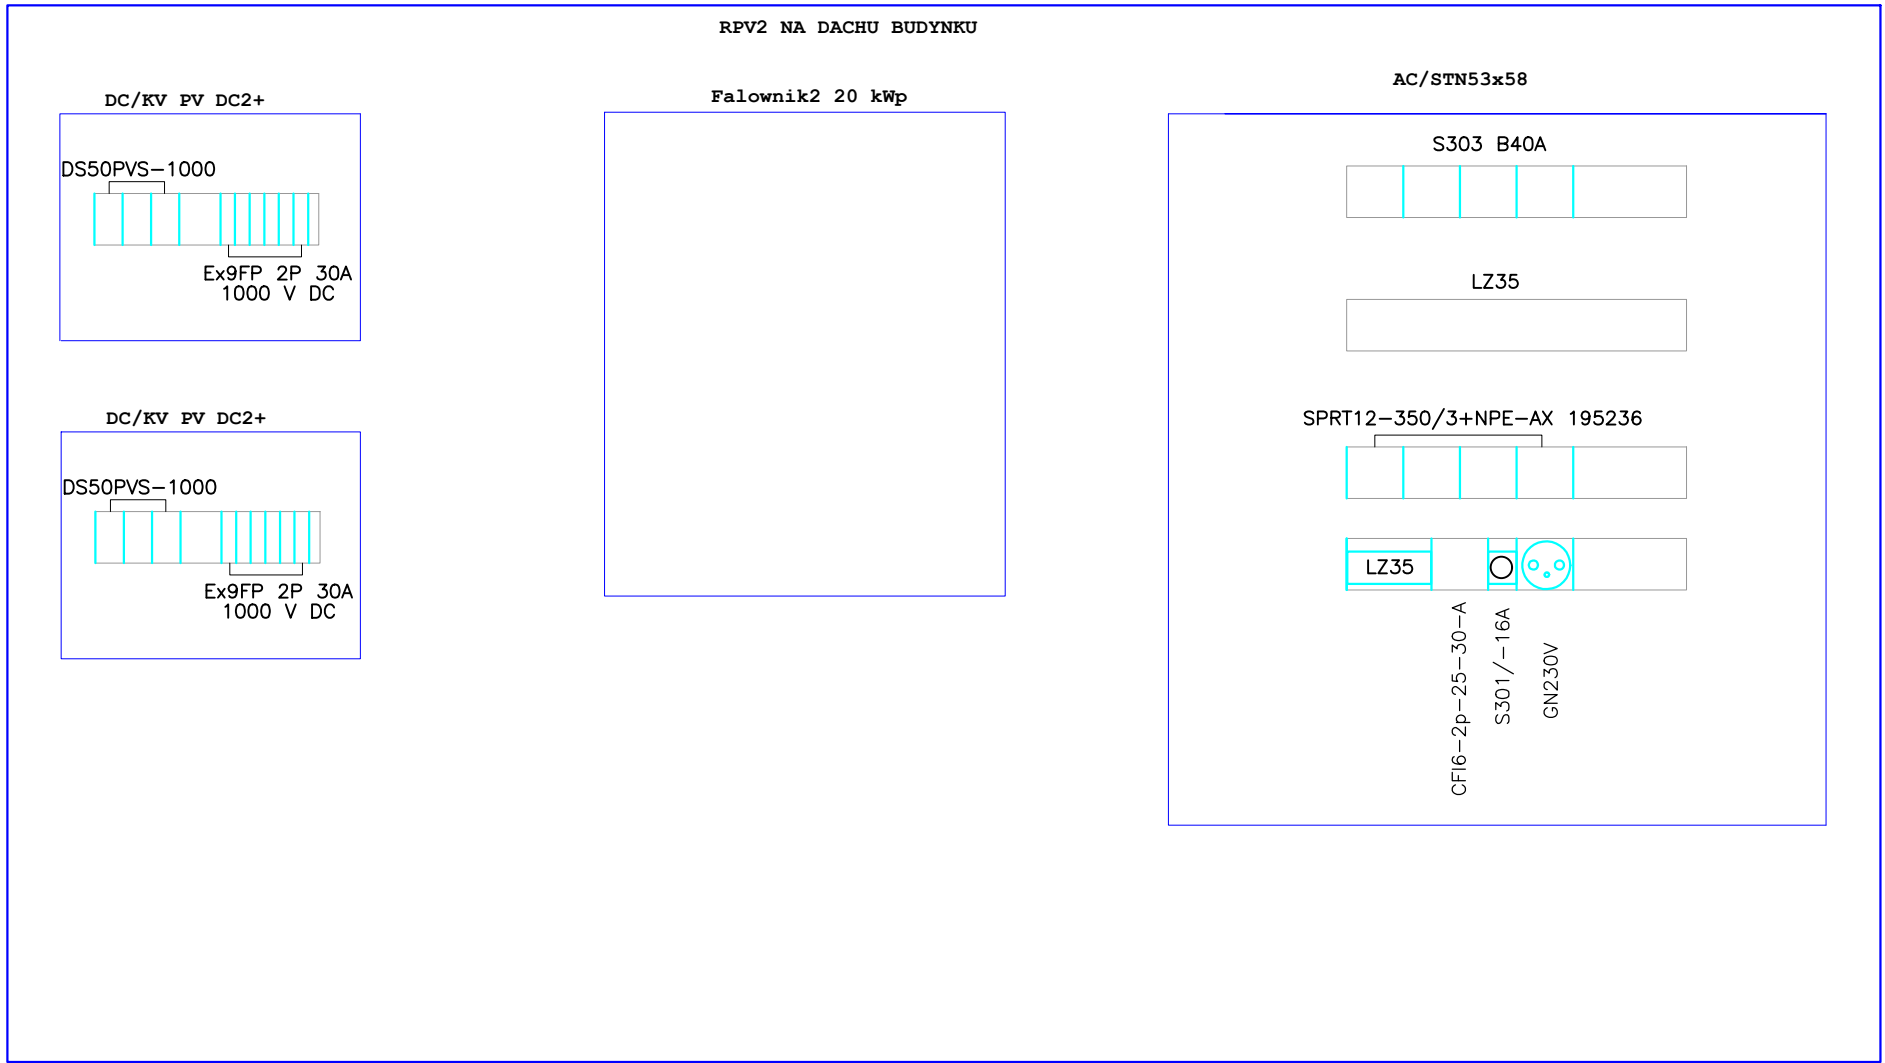 RPV2 NA DACHU BUDYNKU
DC/KV PV DC2+
DS50PVS-1000
Ex9FP 2P 30A
1000 V DC
DC/KV PV DC2+
DS50PVS-1000
Ex9FP 2P 30A
1000 V DC
Falownik2 20 kWp
AC/STN53x58
S303 B40A
LZ35
SPRT12-350/3+NPE-AX 195236
LZ35
CFI6-2p-25-30-A
S301/-16A
GN230V